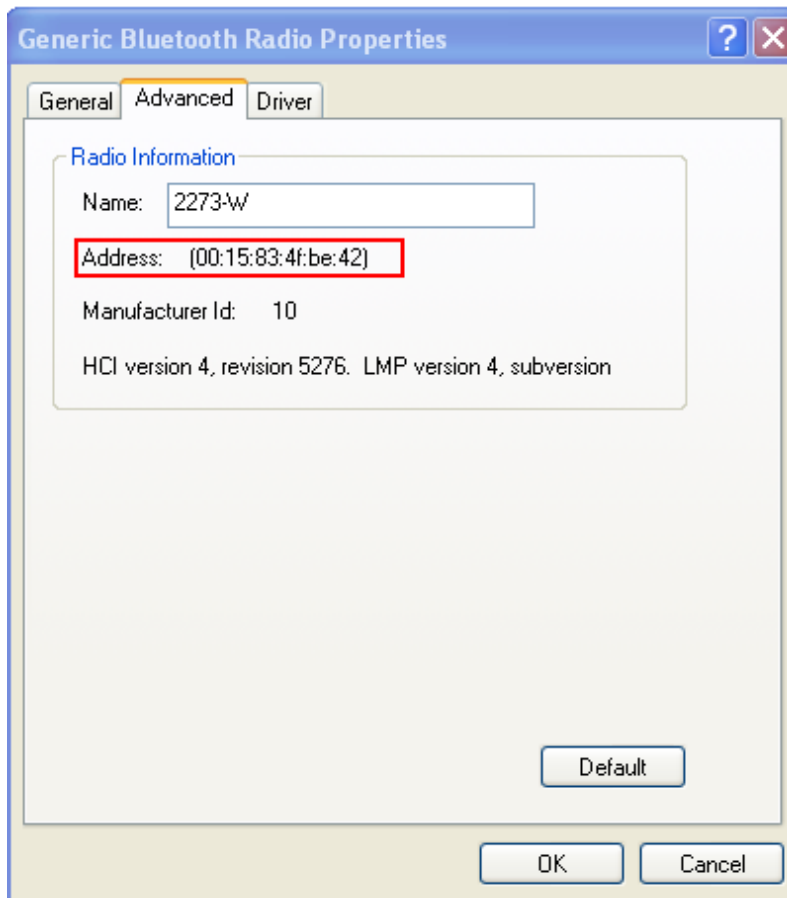 Generic Bluetooth Radio Properties
General Advanced Driver
Radio Information
Name: 2273-W
Address: (00:15:83:4f:be:42)
Manufacturer Id: 10
HCI version 4, revision 5276. LMP version 4, subversion
Default
OK Cancel